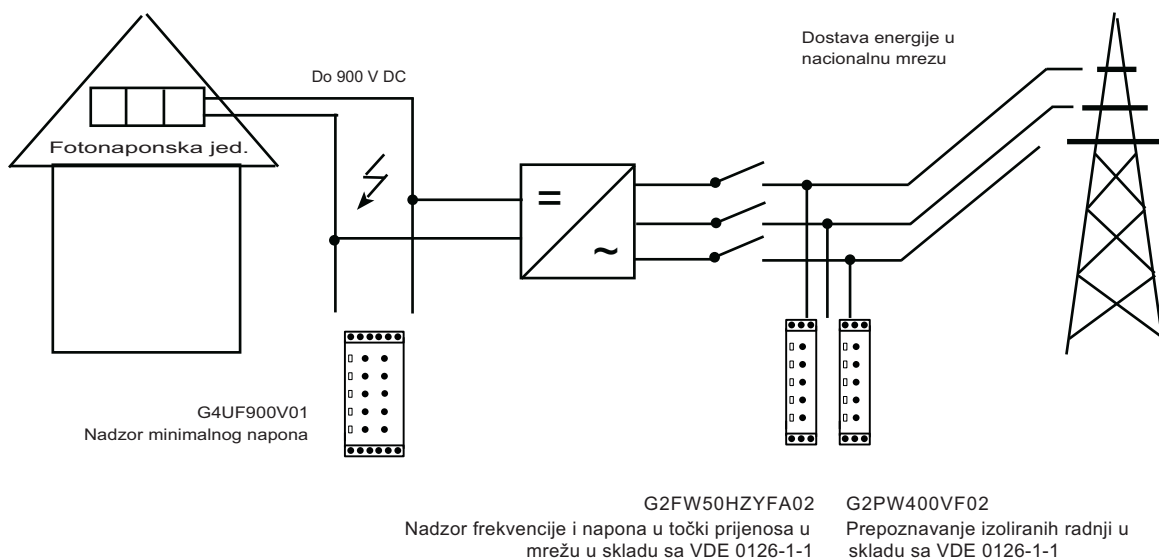 Dostava energije u
nacionalnu mrezu
Do 900 V DC
Fotonaponska jed.
=
~
G4UF900V01
Nadzor minimalnog napona
G2FW50HZYFA02
Nadzor frekvencije i napona u točki prijenosa u
mrežu u skladu sa VDE 0126-1-1
G2PW400VF02
Prepoznavanje izoliranih radnji u
skladu sa VDE 0126-1-1